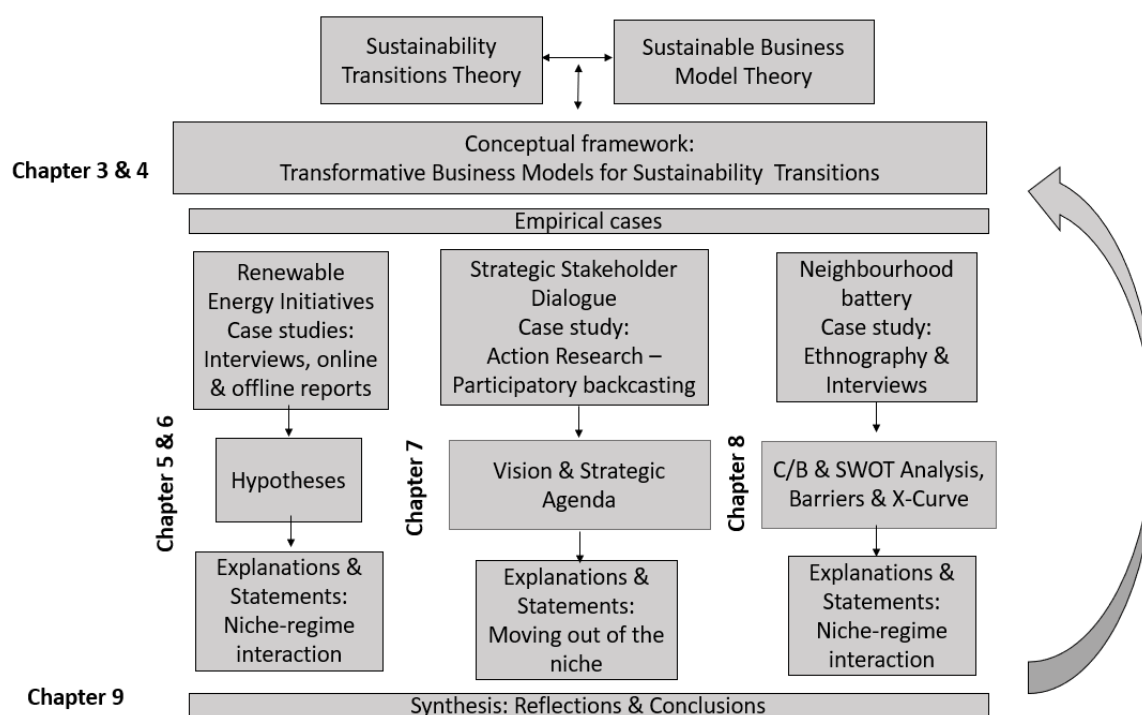 Sustainability
Transitions Theory
Sustainable Business
Model Theory
Chapter 3 & 4
Conceptual framework:
Transformative Business Models for Sustainability Transitions
Empirical cases
Renewable
Energy Initiatives
Case studies:
Interviews, online
& offline reports
Strategic Stakeholder
Dialogue
Case study:
Action Research –
Participatory backcasting
Neighbourhood
battery
Case study:
Ethnography &
Interviews
Chapter 5 & 6
Hypotheses
Chapter 7
Vision & Strategic
Agenda
Chapter 8
C/B & SWOT Analysis,
Barriers & X-Curve
Explanations &
Statements:
Niche-regime
interaction
Explanations &
Statements:
Moving out of the
niche
Explanations &
Statements:
Niche-regime
interaction
Chapter 9
Synthesis: Reflections & Conclusions